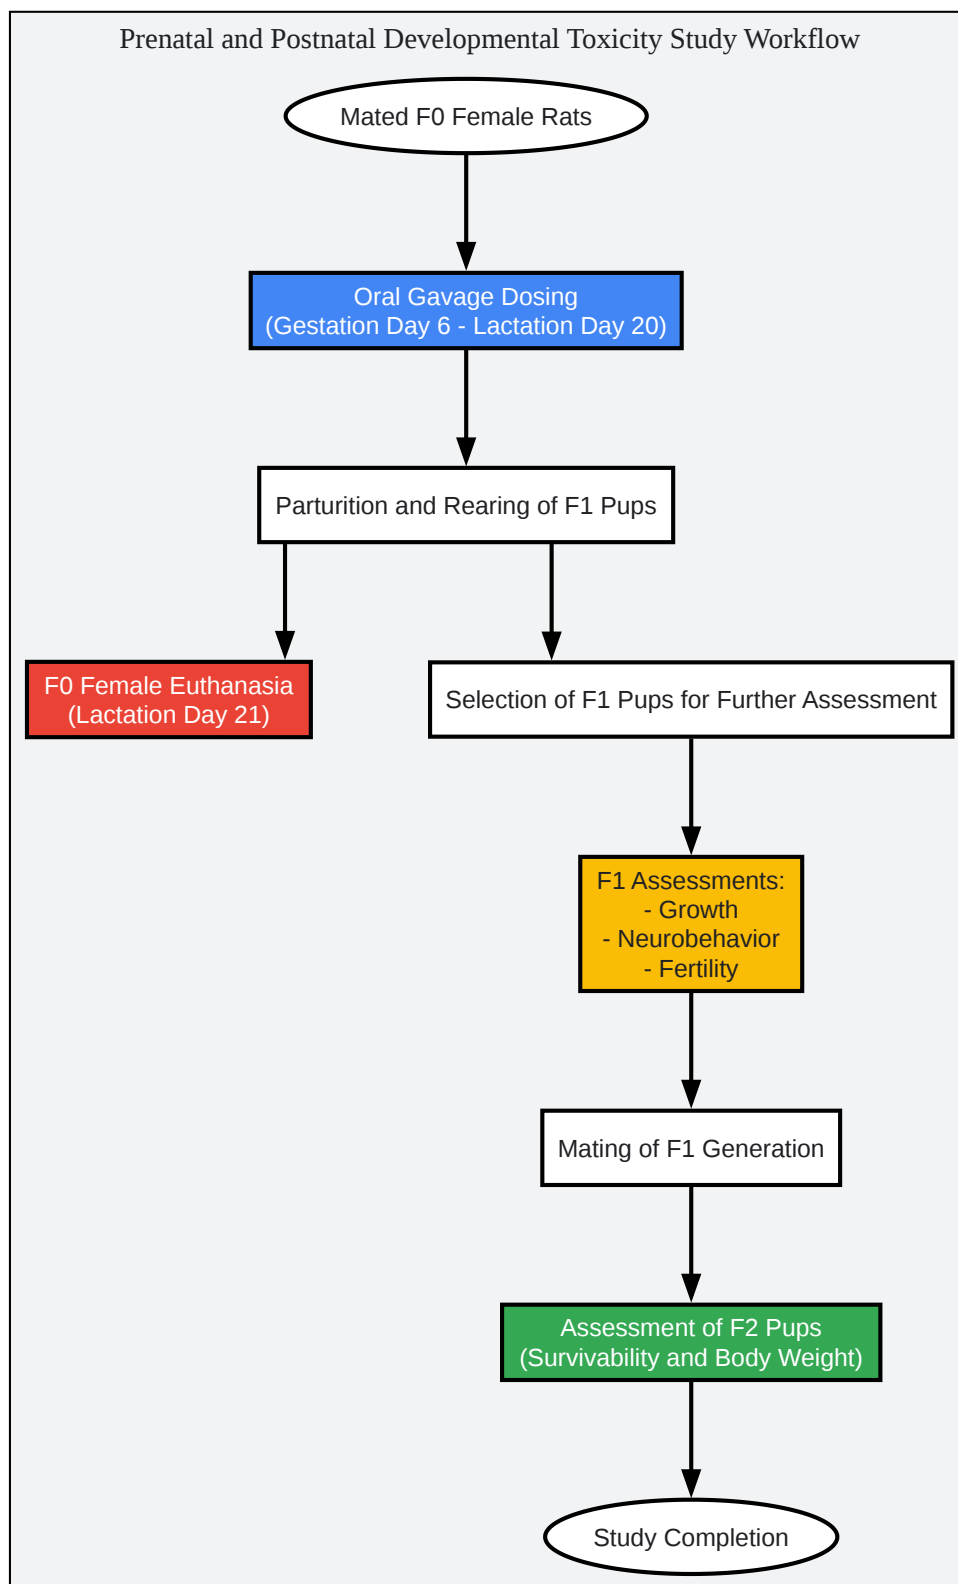 Prenatal and Postnatal Developmental Toxicity Study Workflow
Mated F0 Female Rats
Oral Gavage Dosing
(Gestation Day 6 - Lactation Day 20)
Parturition and Rearing of F1 Pups
F0 Female Euthanasia
(Lactation Day 21)
Selection of F1 Pups for Further Assessment
F1 Assessments:
- Growth
- Neurobehavior
- Fertility
Mating of F1 Generation
Assessment of F2 Pups
(Survivability and Body Weight)
Study Completion